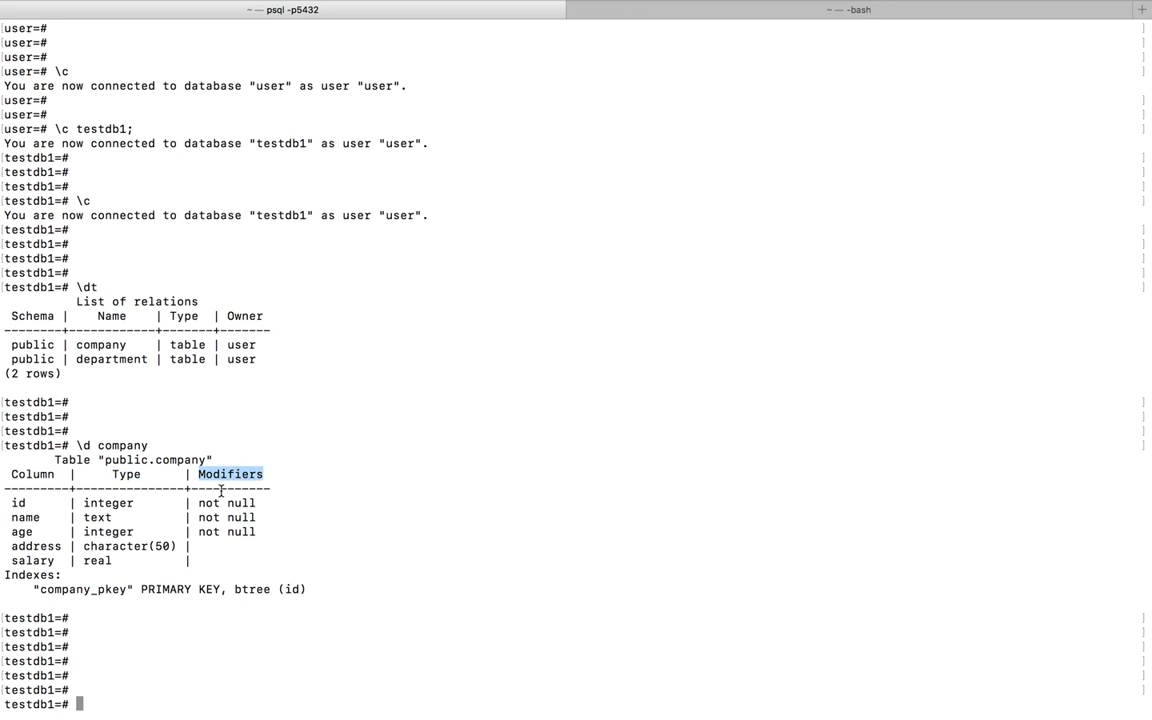 ~ — psql -p5432
~ — -bash
+
user=#
user=#
user=#
user=# \c
You are now connected to database "user" as user "user".
user=#
user=#
user=# \c testdb1;
You are now connected to database "testdb1" as user "user".
testdb1=#
testdb1=#
testdb1=#
testdb1=# \c
You are now connected to database "testdb1" as user "user".
testdb1=#
testdb1=#
testdb1=#
testdb1=#
testdb1=# \dt
List of relations
Schema | Name | Type | Owner
--------+------------+-------+-------
public | company | table | user
public | department | table | user
(2 rows)
testdb1=#
testdb1=#
testdb1=#
testdb1=# \d company
Table "public.company"
Column | Type | Modifiers
---------+---------------+-----------
id | integer | not null
name | text | not null
age | integer | not null
address | character(50) |
salary | real |
Indexes:
"company_pkey" PRIMARY KEY, btree (id)
testdb1=#
testdb1=#
testdb1=#
testdb1=#
testdb1=#
testdb1=#
testdb1=#